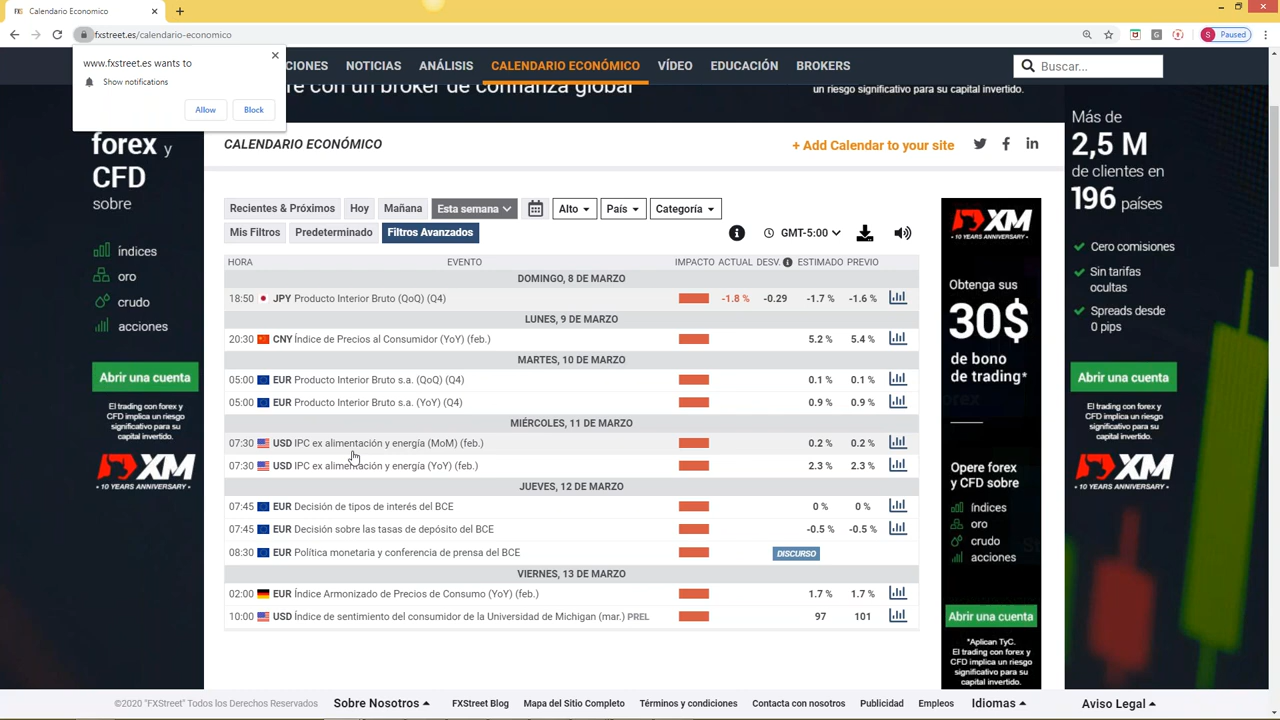 Calendario Economico
fxstreet.es/calendario-economico
Paused
www.fxstreet.es wants to
Show notifications
Allow Block
CIONES NOTICIAS ANÁLISIS CALENDARIO ECONÓMICO VÍDEO EDUCACIÓN BROKERS
Buscar...
re con un broker de confianza global
un riesgo significativo para su capital invertido.
forex y
CFD
sobre
índices
oro
crudo
acciones
Abrir una cuenta
El trading con forex y
CFD implica un riesgo
significativo para su
capital invertido.
XM
10 YEARS ANNIVERSARY
CALENDARIO ECONÓMICO
+ Add Calendar to your site
Recientes & Próximos Hoy Mañana Esta semana Alto País Categoría
Mis Filtros Predeterminado Filtros Avanzados
GMT-5:00
HORA EVENTO IMPACTO ACTUAL DESV. ESTIMADO PREVIO
DOMINGO, 8 DE MARZO
18:50 JPY Producto Interior Bruto (QoQ) (Q4) -1.8 % -0.29 -1.7 % -1.6 %
LUNES, 9 DE MARZO
20:30 CNY Índice de Precios al Consumidor (YoY) (feb.) 5.2 % 5.4 %
MARTES, 10 DE MARZO
05:00 EUR Producto Interior Bruto s.a. (QoQ) (Q4) 0.1 % 0.1 %
05:00 EUR Producto Interior Bruto s.a. (YoY) (Q4) 0.9 % 0.9 %
MIÉRCOLES, 11 DE MARZO
07:30 USD IPC ex alimentación y energía (MoM) (feb.) 0.2 % 0.2 %
07:30 USD IPC ex alimentación y energía (YoY) (feb.) 2.3 % 2.3 %
JUEVES, 12 DE MARZO
07:45 EUR Decisión de tipos de interés del BCE 0 % 0 %
07:45 EUR Decisión sobre las tasas de depósito del BCE -0.5 % -0.5 %
08:30 EUR Política monetaria y conferencia de prensa del BCE DISCURSO
VIERNES, 13 DE MARZO
02:00 EUR Índice Armonizado de Precios de Consumo (YoY) (feb.) 1.7 % 1.7 %
10:00 USD Índice de sentimiento del consumidor de la Universidad de Michigan (mar.) PREL 97 101
XM
10 YEARS ANNIVERSARY
Obtenga sus
30$
de bono
de trading*
Opere forex
y CFD sobre
índices
oro
crudo
acciones
Abrir una cuenta
*Aplican TyC.
El trading con forex y
CFD implica un riesgo
significativo para su
capital invertido.
Más de
2,5 M
de clientes en
196 países
Cero comisiones
Sin tarifas
ocultas
Spreads desde
0 pips
Abrir una cuenta
El trading con forex y
CFD implica un riesgo
significativo para su
capital invertido.
XM
10 YEARS ANNIVERSARY
©2020 "FXStreet" Todos los Derechos Reservados Sobre Nosotros FXStreet Blog Mapa del Sitio Completo Términos y condiciones Contacta con nosotros Publicidad Empleos Idiomas Aviso Legal